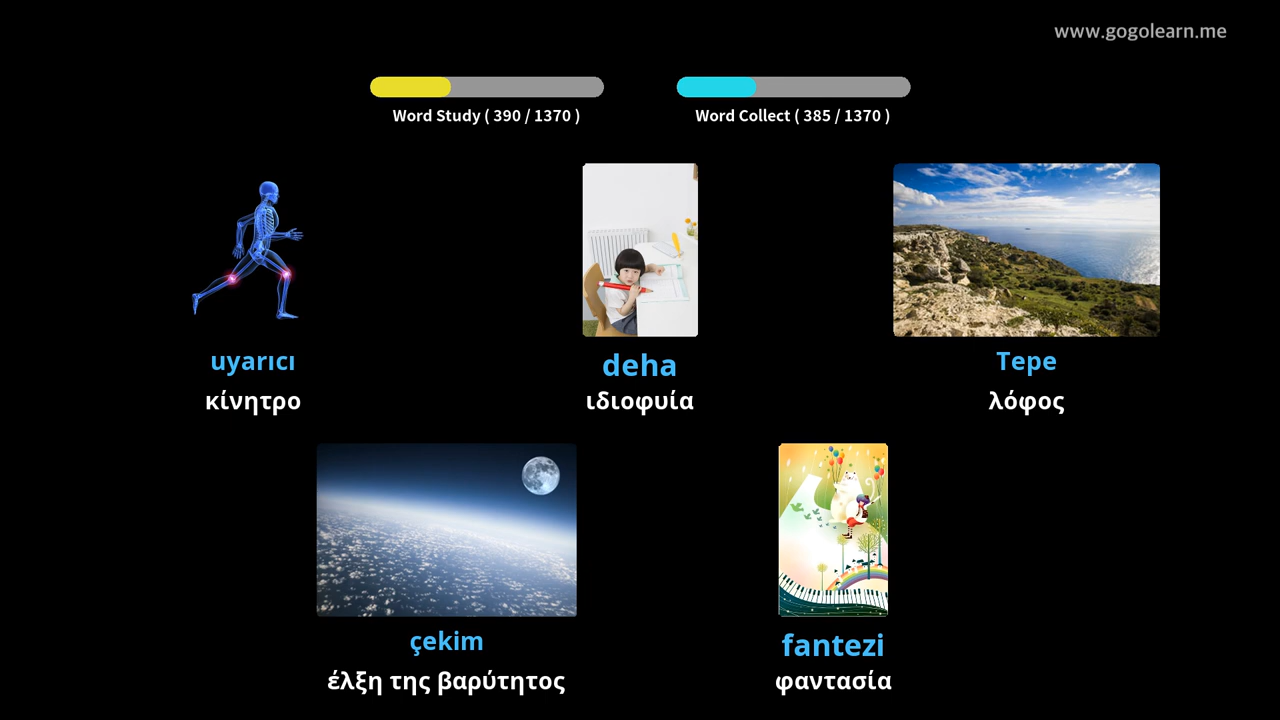 www.gogolearn.me
Word Study ( 390 / 1370 )
Word Collect ( 385 / 1370 )
uyarıcı
κίνητρο
deha
ιδιοφυία
Tepe
λόφος
çekim
έλξη της βαρύτητος
fantezi
φαντασία